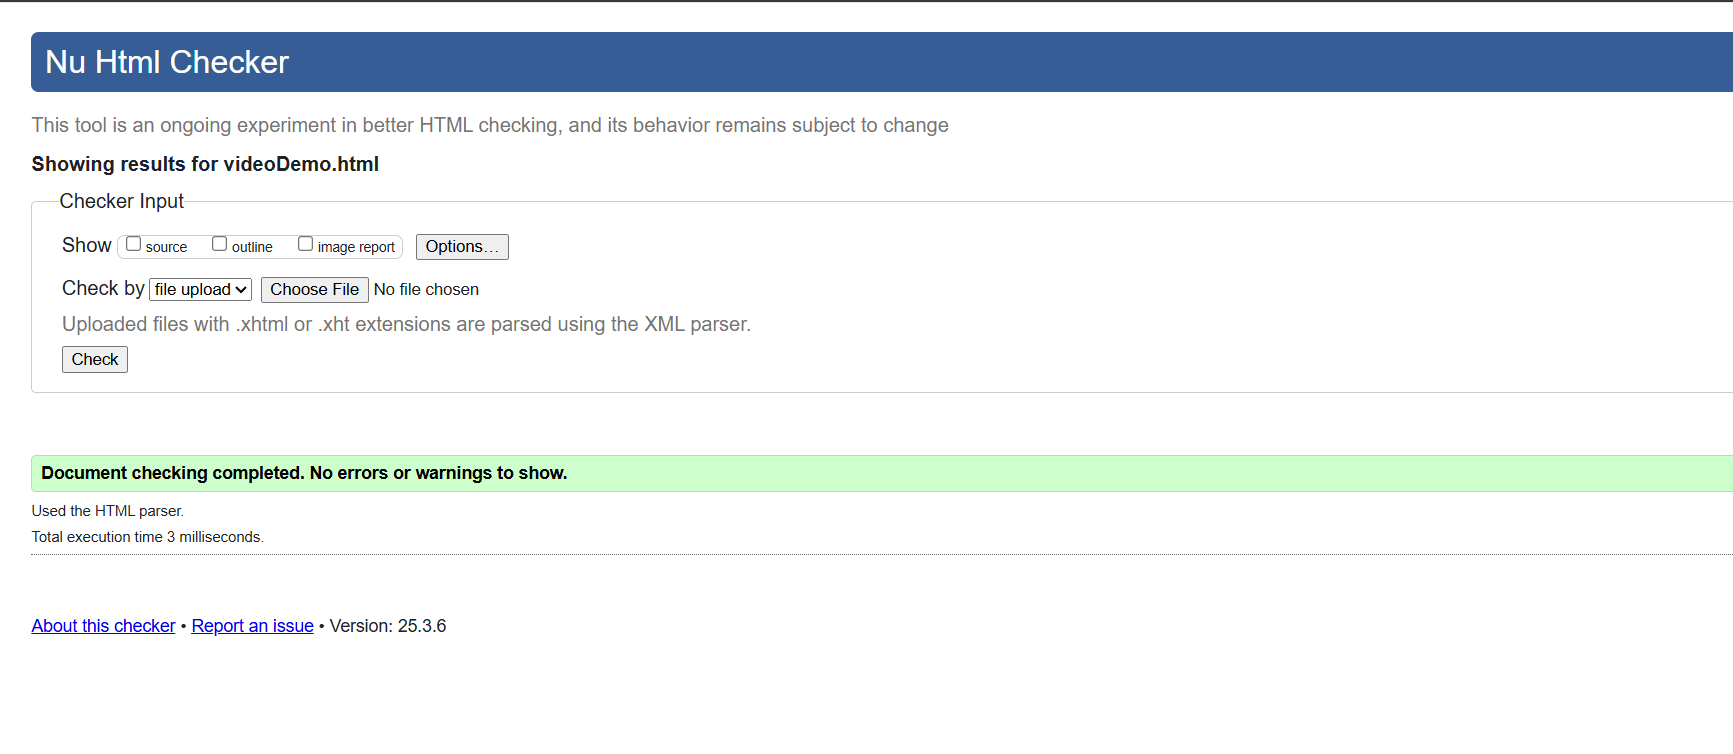 Nu Html Checker
This tool is an ongoing experiment in better HTML checking, and its behavior remains subject to change
Showing results for videoDemo.html
Checker Input
Show source outline image report Options...
Check by file upload Choose File No file chosen
Uploaded files with .xhtml or .xht extensions are parsed using the XML parser.
Check
Document checking completed. No errors or warnings to show.
Used the HTML parser.
Total execution time 3 milliseconds.
About this checker • Report an issue • Version: 25.3.6